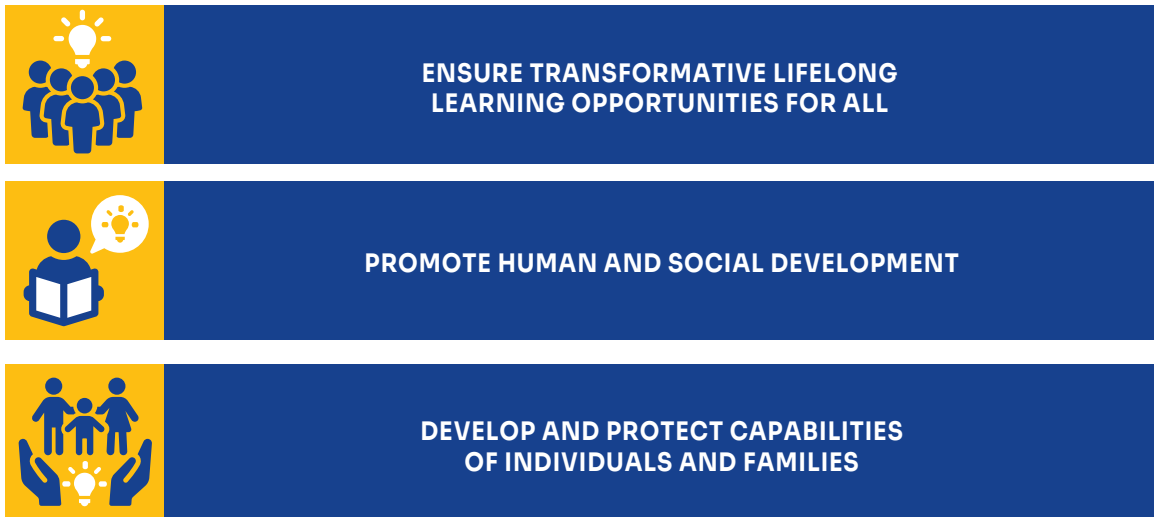 ENSURE TRANSFORMATIVE LIFELONG
LEARNING OPPORTUNITIES FOR ALL
PROMOTE HUMAN AND SOCIAL DEVELOPMENT
DEVELOP AND PROTECT CAPABILITIES
OF INDIVIDUALS AND FAMILIES